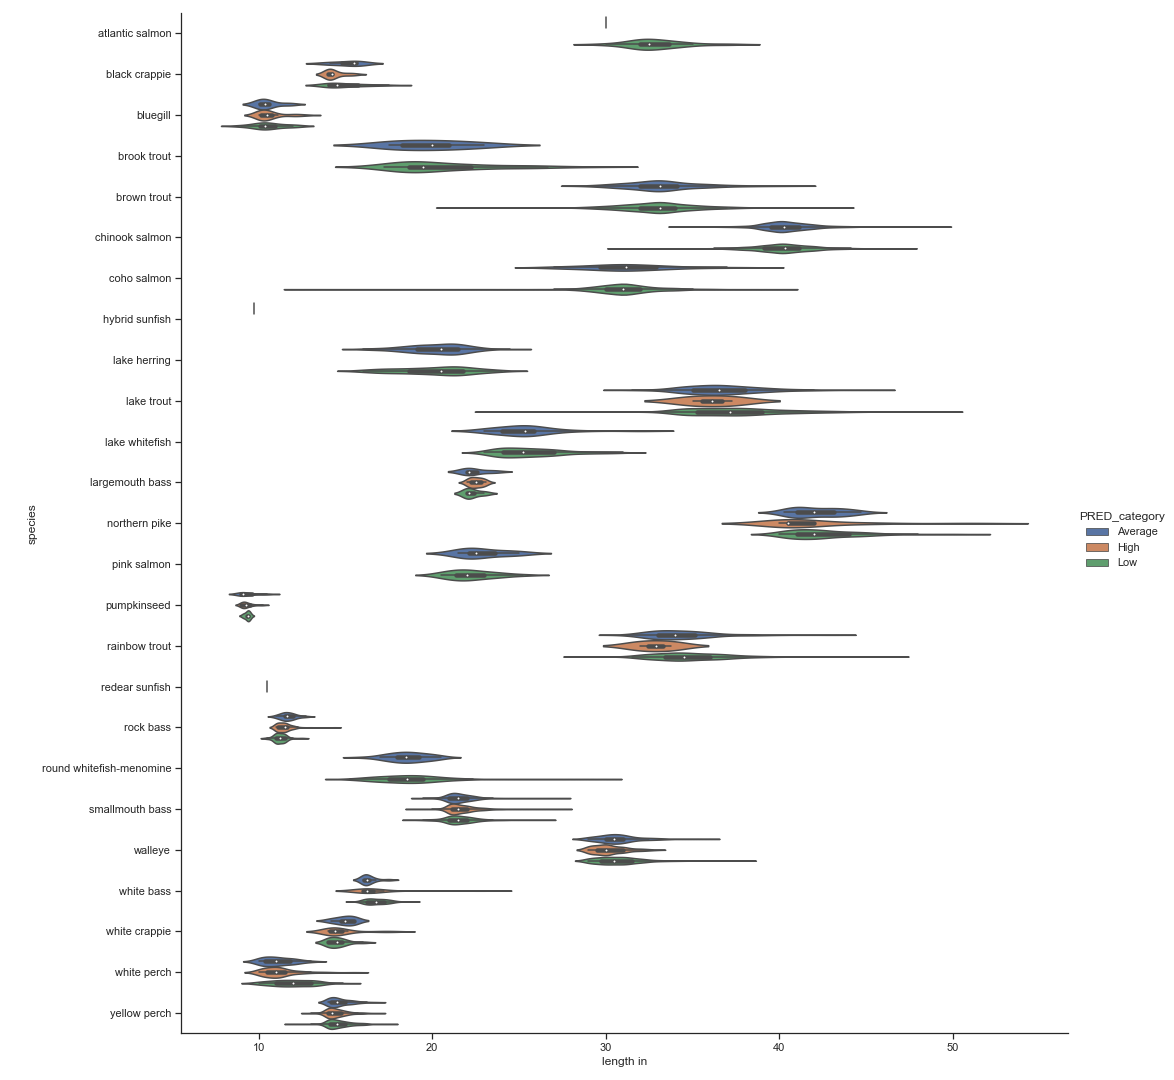 atlantic salmon
black crappie
bluegill
brook trout
brown trout
chinook salmon
coho salmon
hybrid sunfish
lake herring
lake trout
lake whitefish
largemouth bass
northern pike
pink salmon
pumpkinseed
rainbow trout
redear sunfish
rock bass
round whitefish-menomine
smallmouth bass
walleye
white bass
white crappie
white perch
yellow perch
species
10 20 30 40 50
length in
PRED_category
Average
High
Low